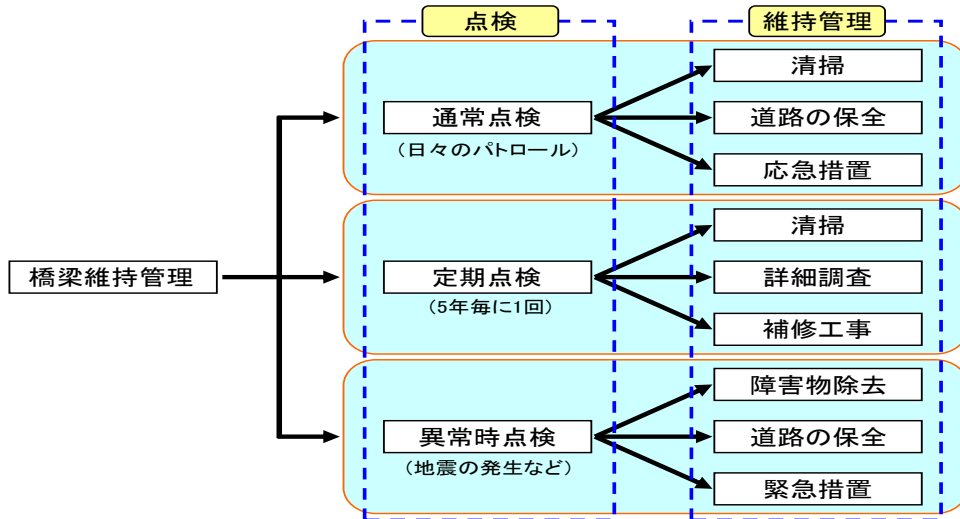 点検
維持管理
橋梁維持管理
通常点検
(日々のパトロール)
清掃
道路の保全
応急措置
定期点検
(5年毎に1回)
清掃
詳細調査
補修工事
異常時点検
(地震の発生など)
障害物除去
道路の保全
緊急措置